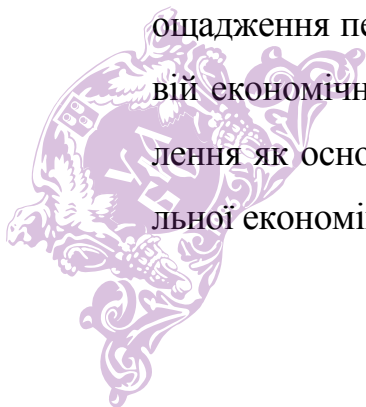 ощадження пе
вій економічн
лення як осно
льної економі